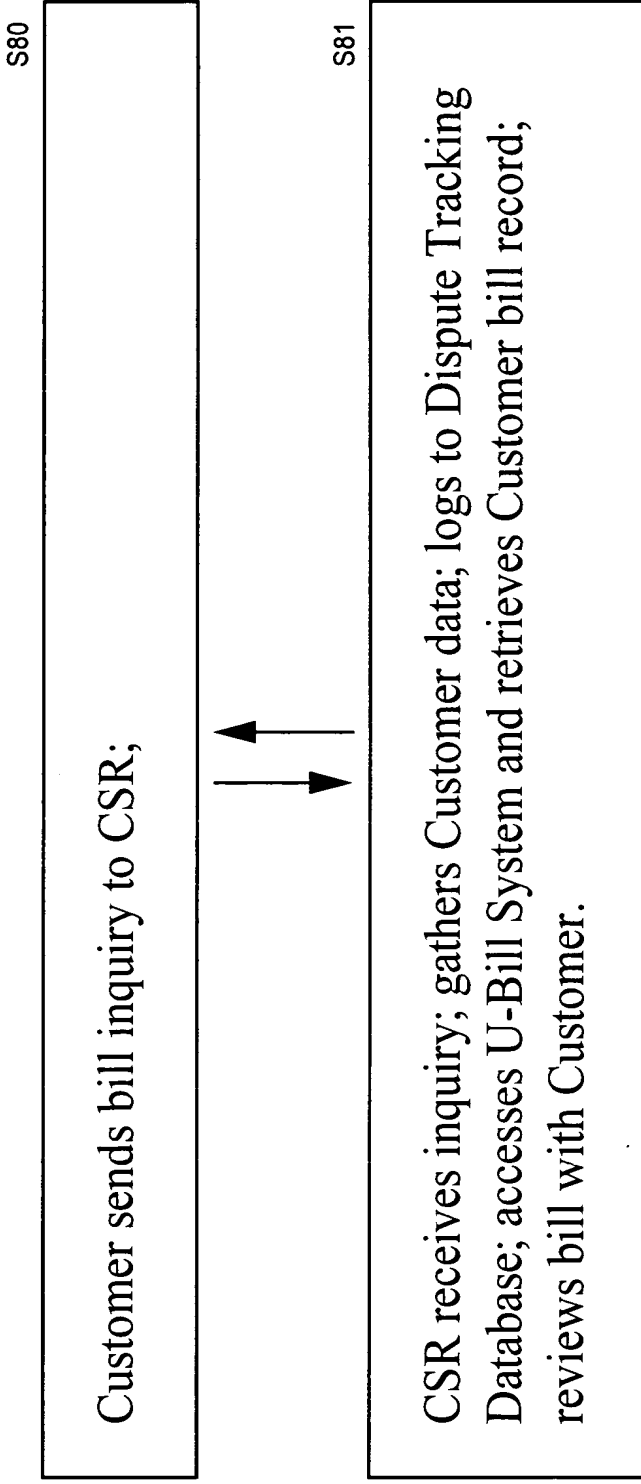 S80
Customer sends bill inquiry to CSR;
S81
CSR receives inquiry; gathers Customer data; logs to Dispute Tracking
Database; accesses U-Bill System and retrieves Customer bill record;
reviews bill with Customer.